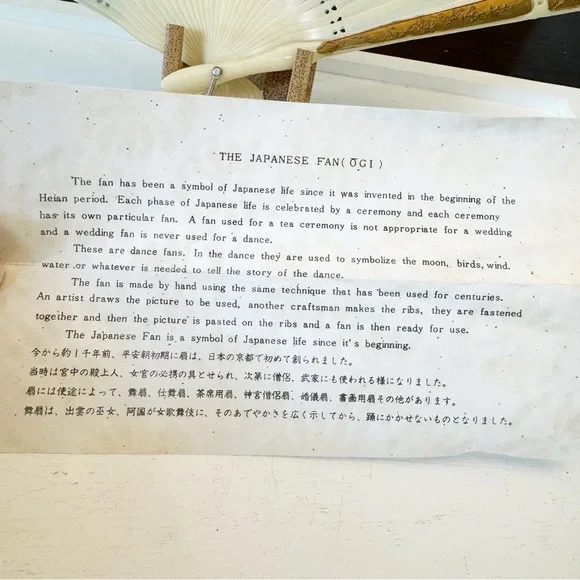 THE JAPANESE FAN(ŌGI)
The fan has been a symbol of Japanese life since it was invented in the beginning of the
Heian period. Each phase of Japanese life is celebrated by a ceremony and each ceremony
has its own particular fan. A fan used for a tea ceremony is not appropriate for a wedding
and a wedding fan is never used for a dance.
These are dance fans. In the dance they are used to symbolize the moon, birds, wind.
water or whatever is needed to tell the story of the dance.
The fan is made by hand using the same technique that has been used for centuries.
An artist draws the picture to be used, another craftsman makes the ribs, they are fastened
together and then the picture is pasted on the ribs and a fan is then ready for use.
The Japanese Fan is a symbol of Japanese life since it's beginning.
今から約1千年前、平安朝初期に扇は、日本の京都で初めて創られました。
当時は宮中の殿上人、女官の必携の具とせられ、次第に僧侶、武家にも使われる様になりました。
扇には使途によって、舞扇、仕舞扇、茶席用扇、神宮僧侶扇、婚儀扇、書画用扇その他があります。
舞扇は、出雲の巫女、阿国が女歌舞伎に、そのあでやかさを広く示してから、踊にかかせないものとなりました。